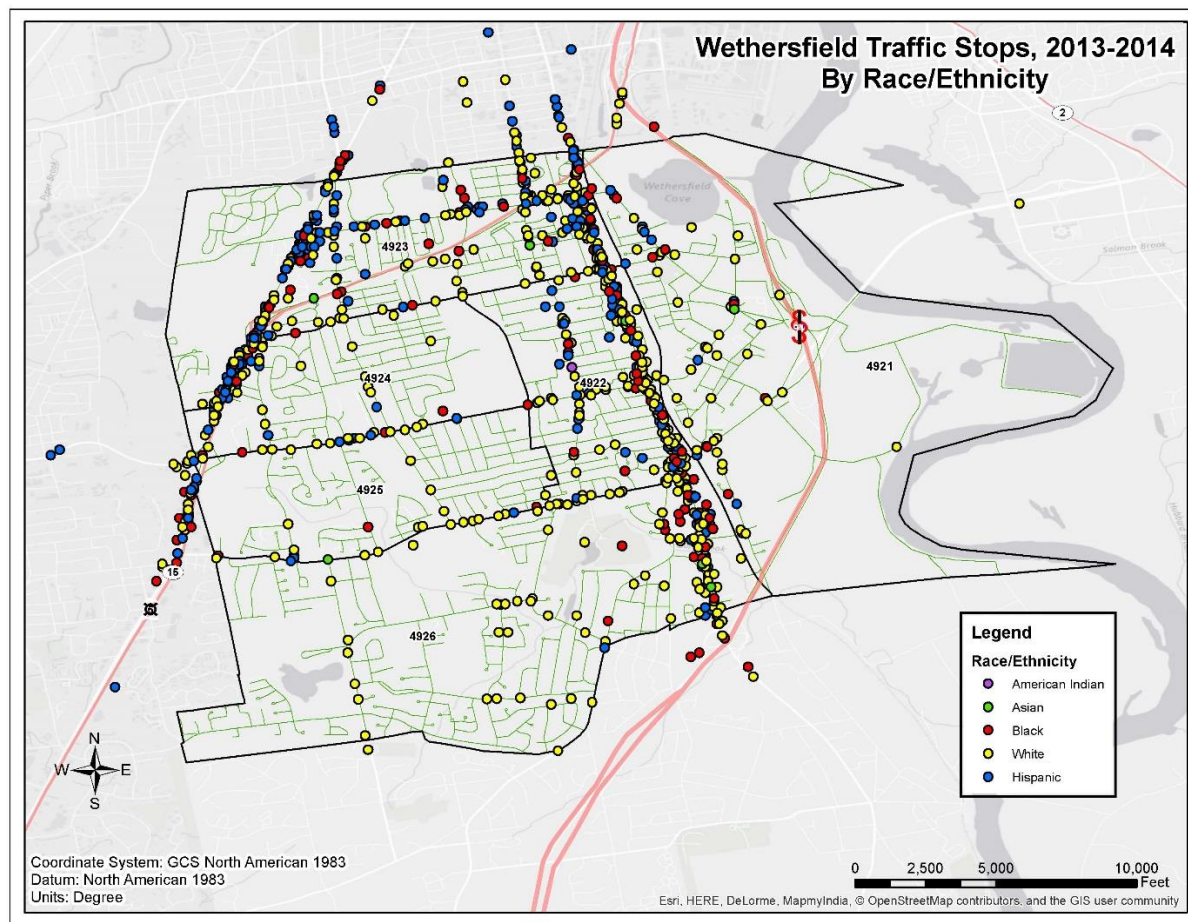 Wethersfield Traffic Stops, 2013-2014
By Race/Ethnicity
2
Wethersfield
Cove
Salmon Brook
4923
4924
4922
4921
4925
15
4926
Legend
Race/Ethnicity
American Indian
Asian
Black
White
Hispanic
N
W
E
S
Coordinate System: GCS North American 1983
Datum: North American 1983
Units: Degree
0 2,500 5,000 10,000
Feet
Esri, HERE, DeLorme, MapmyIndia, © OpenStreetMap contributors, and the GIS user community